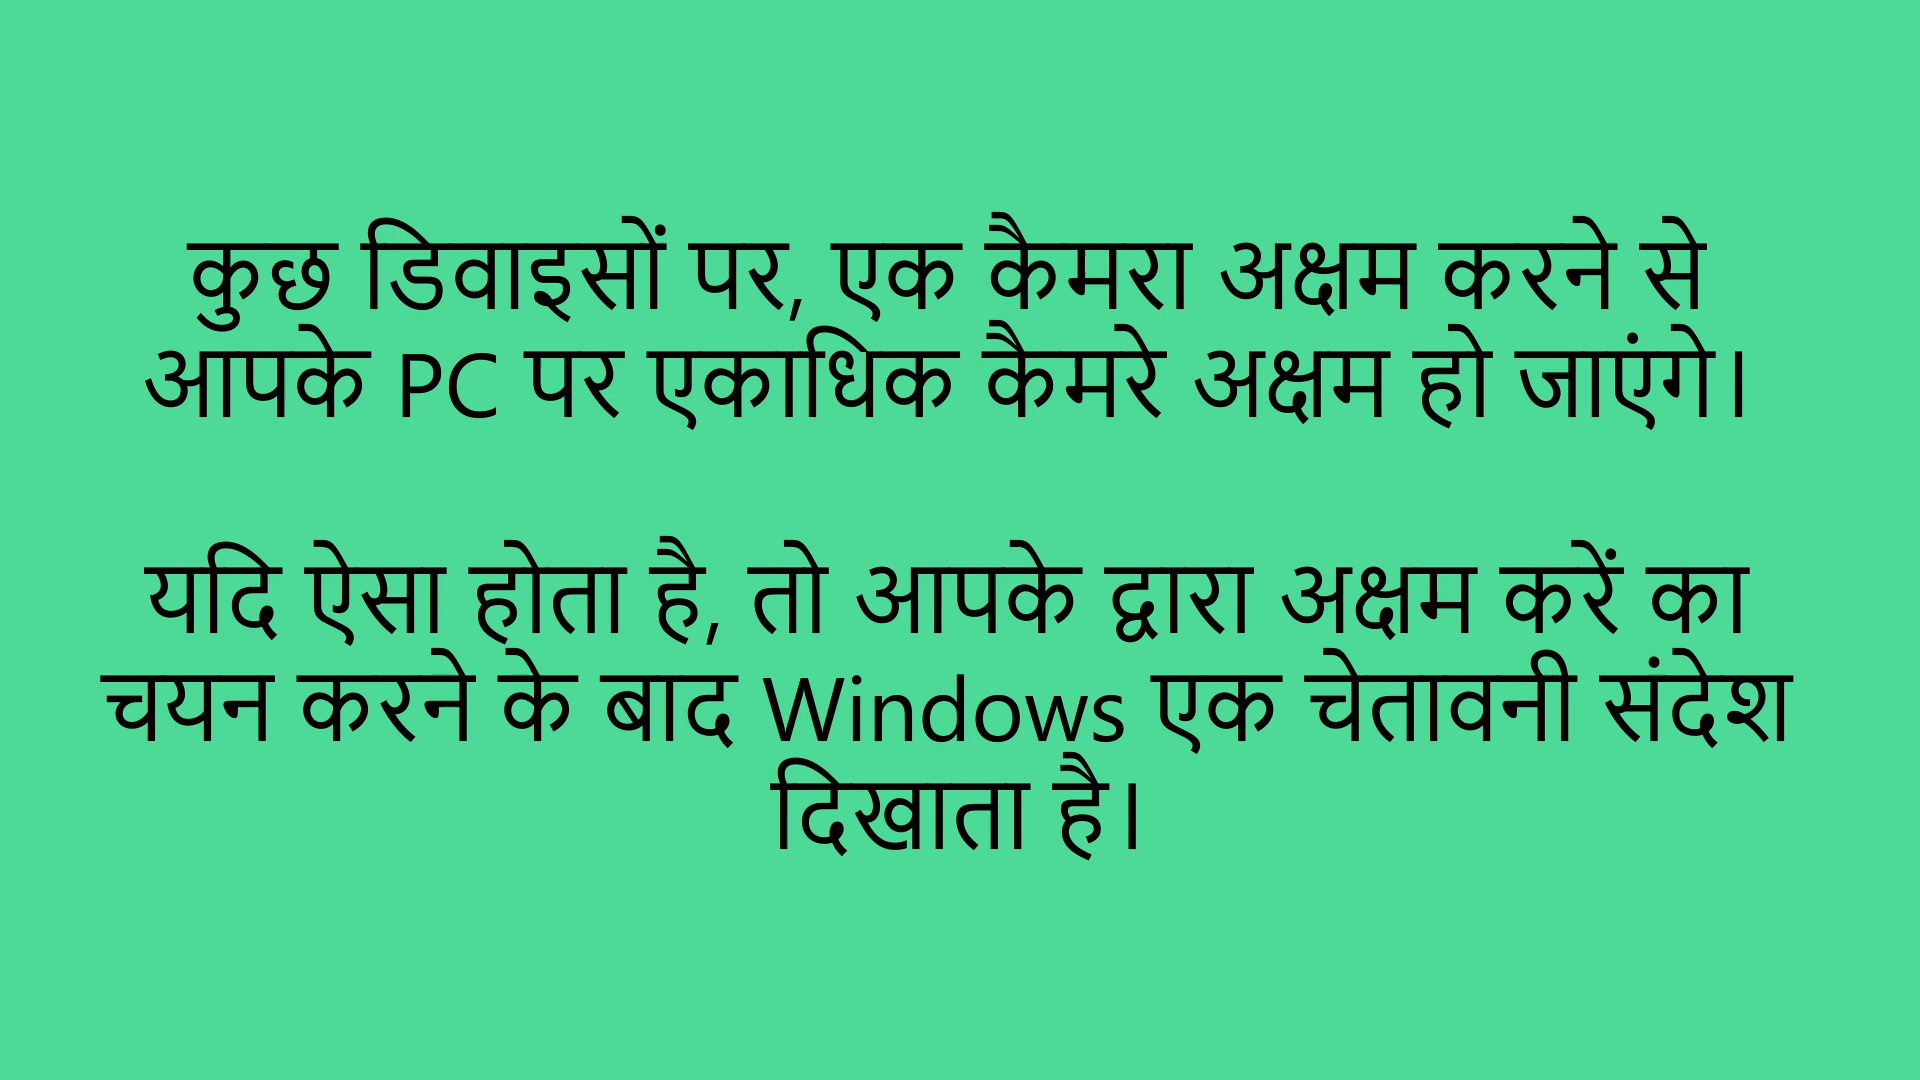 कुछ डिवाइसों पर, एक कैमरा अक्षम करने से
आपके PC पर एकाधिक कैमरे अक्षम हो जाएंगे।
यदि ऐसा होता है, तो आपके द्वारा अक्षम करें का
चयन करने के बाद Windows एक चेतावनी संदेश
दिखाता है।